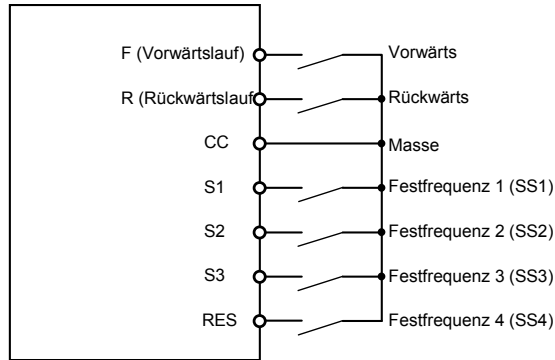 F (Vorwärtslauf) Vorwärts
R (Rückwärtslauf Rückwärts
CC Masse
S1 Festfrequenz 1 (SS1)
S2 Festfrequenz 2 (SS2)
S3 Festfrequenz 3 (SS3)
RES Festfrequenz 4 (SS4)